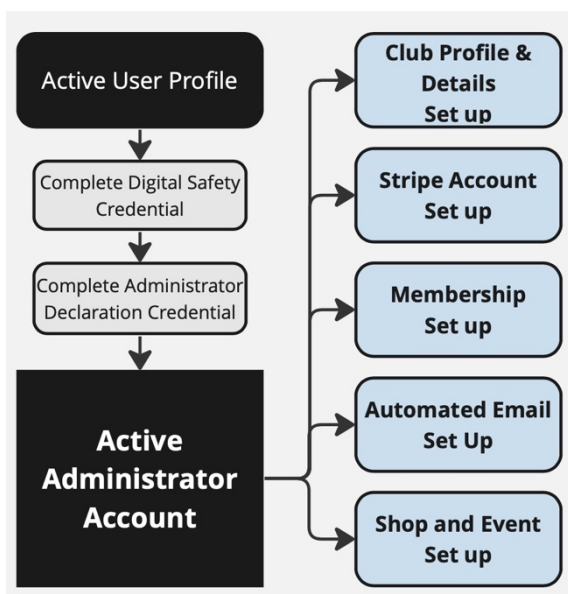 Active User Profile
Complete Digital Safety
Credential
Complete Administrator
Declaration Credential
Active
Administrator
Account
Club Profile &
Details
Set up
Stripe Account
Set up
Membership
Set up
Automated Email
Set Up
Shop and Event
Set up